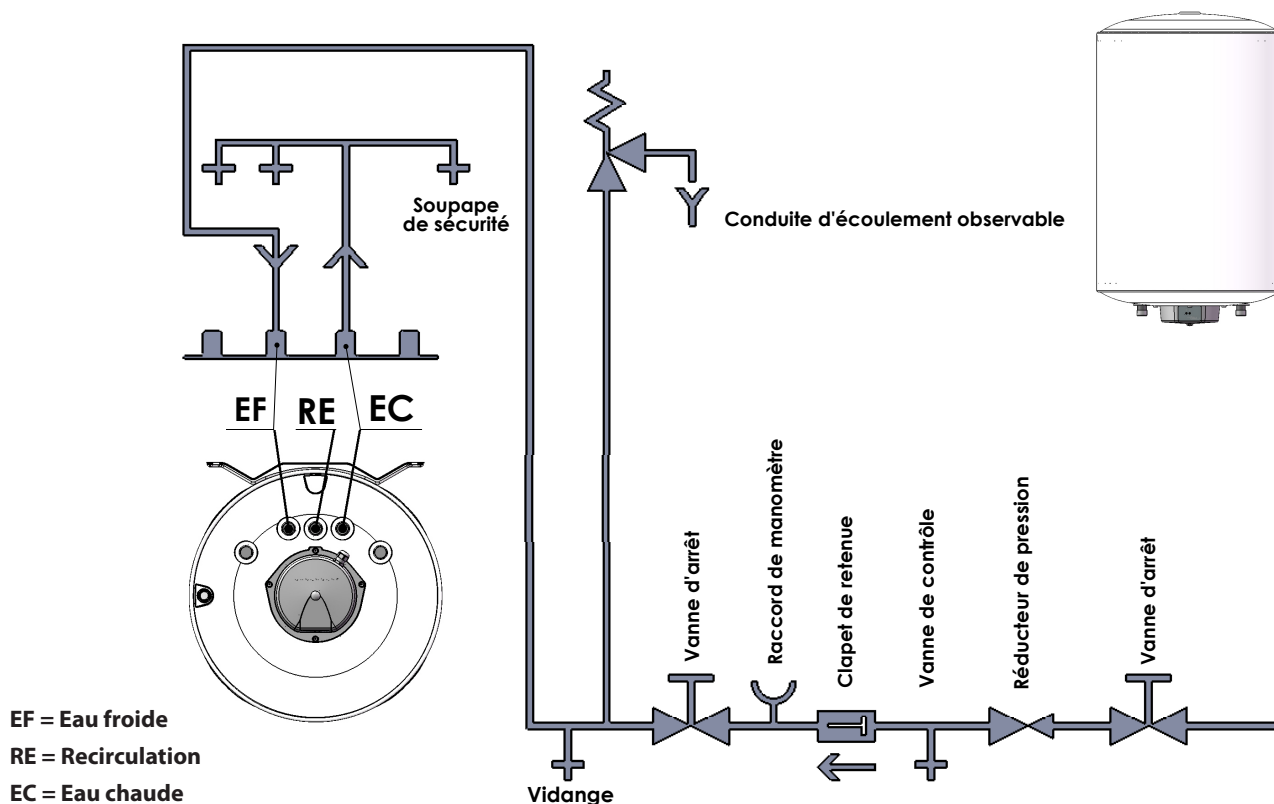 Soupape
de sécurité
Conduite d'écoulement observable
EF RE EC
Vanne d'arrêt
Raccord de manomètre
Clapet de retenue
Vanne de contrôle
Réducteur de pression
Vanne d'arrêt
EF = Eau froide
RE = Recirculation
EC = Eau chaude
Vidange